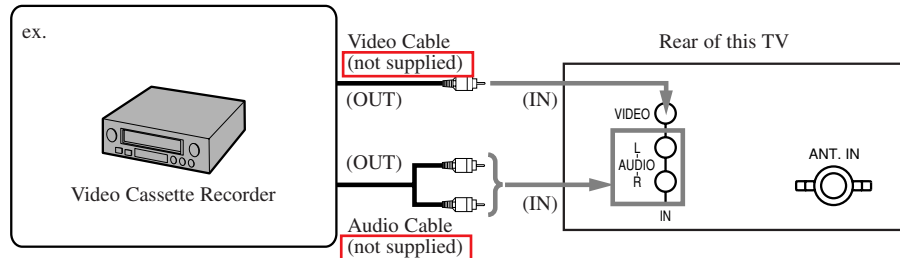 ex.
Video Cable
(not supplied)
Rear of this TV
(OUT)
(IN)
VIDEO
(OUT)
L
AUDIO
R
ANT. IN
Video Cassette Recorder
(IN)
IN
Audio Cable
(not supplied)